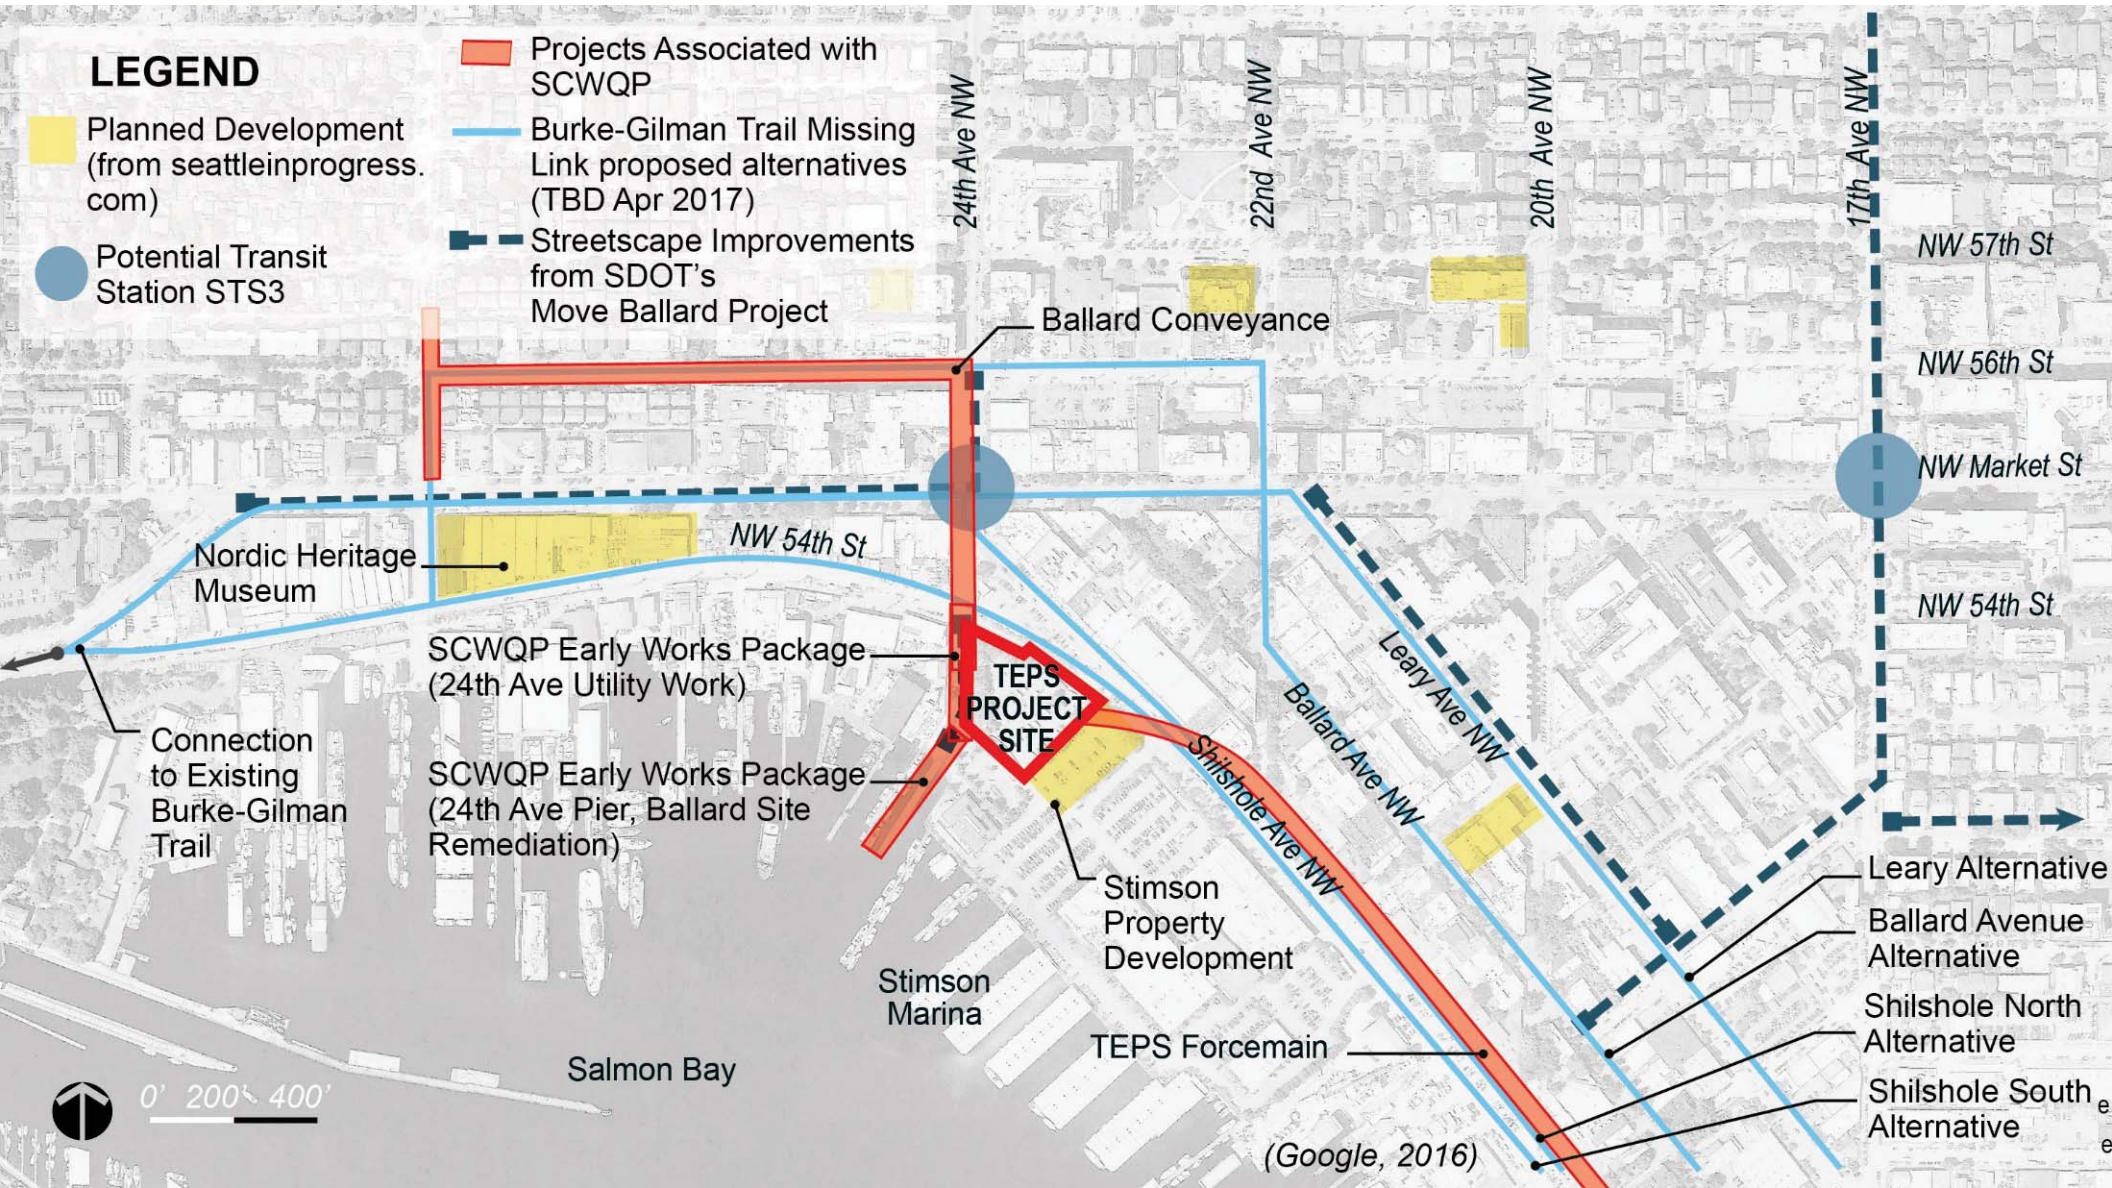 LEGEND
Planned Development
(from seattleinprogress.
com)
Potential Transit
Station STS3
Projects Associated with
SCWQP
Burke-Gilman Trail Missing
Link proposed alternatives
(TBD Apr 2017)
Streetscape Improvements
from SDOT's
Move Ballard Project
24th Ave NW
22nd Ave NW
20th Ave NW
17th Ave NW
NW 57th St
Ballard Conveyance
NW 56th St
NW Market St
NW 54th St
Nordic Heritage
Museum
NW 54th St
SCWQP Early Works Package
(24th Ave Utility Work)
TEPS
PROJECT
SITE
Leary Ave NW
Ballard Ave NW
Shilshole Ave NW
Connection
to Existing
Burke-Gilman
Trail
SCWQP Early Works Package
(24th Ave Pier, Ballard Site
Remediation)
Stimson
Property
Development
Leary Alternative
Ballard Avenue
Alternative
Stimson
Marina
Shilshole North
Alternative
TEPS Forcemain
Salmon Bay
Shilshole South
Alternative
e
e
0' 200' 400'
(Google, 2016)